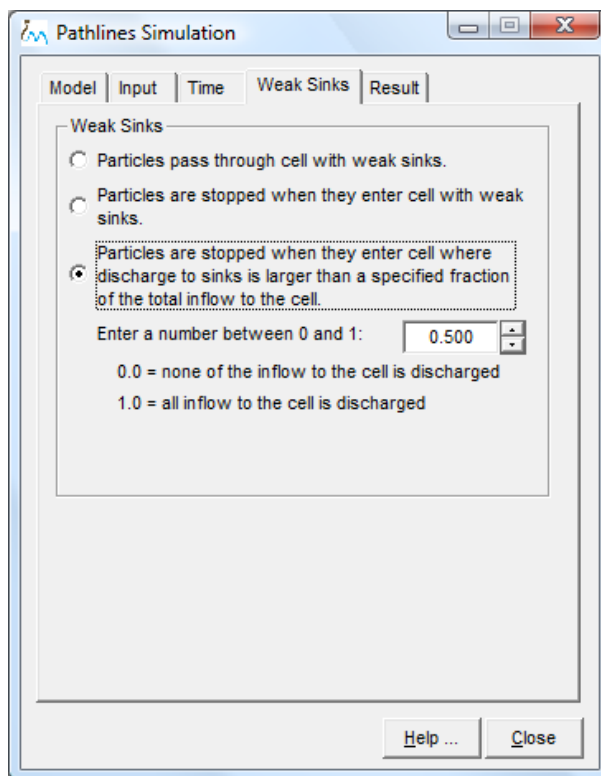 Pathlines Simulation
Model
Input
Time
Weak Sinks
Result
Weak Sinks
Particles pass through cell with weak sinks.
Particles are stopped when they enter cell with weak
sinks.
Particles are stopped when they enter cell where
discharge to sinks is larger than a specified fraction
of the total inflow to the cell.
Enter a number between 0 and 1:
0.500
0.0 = none of the inflow to the cell is discharged
1.0 = all inflow to the cell is discharged
Help ...
Close